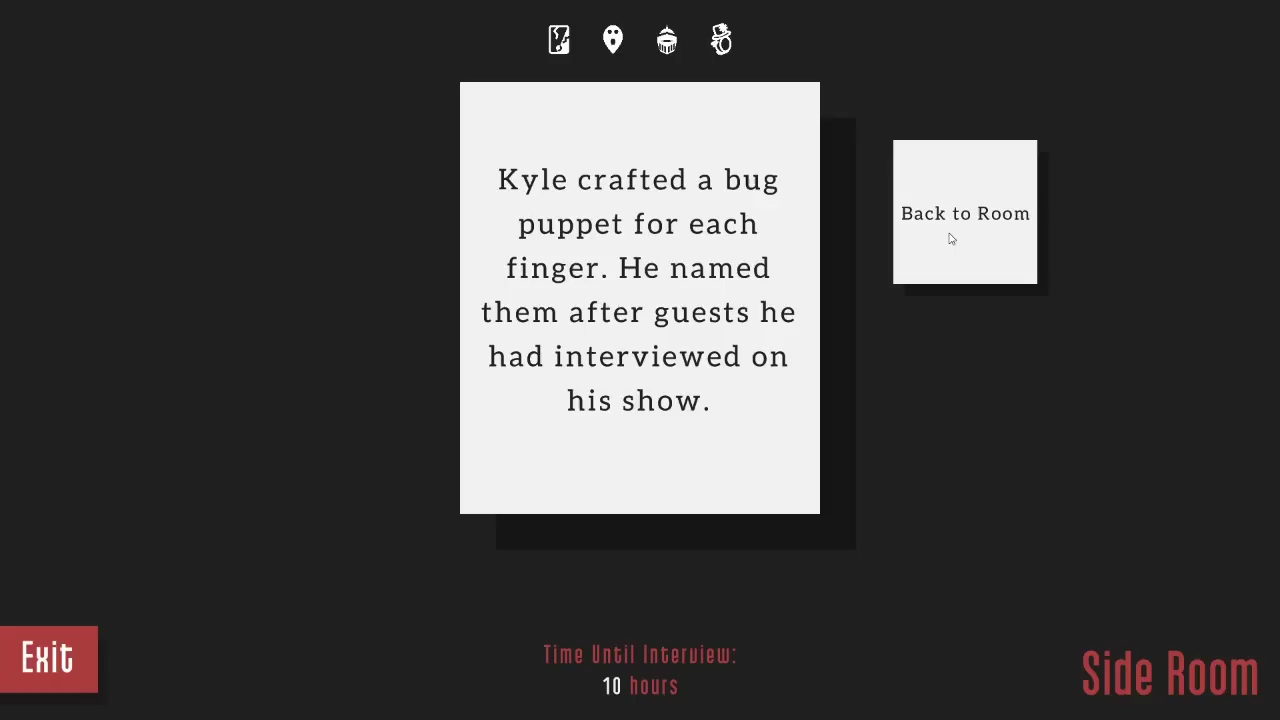 Kyle crafted a bug
puppet for each
finger. He named
them after guests he
had interviewed on
his show.
Back to Room
Exit
Time Until Interview:
10 hours
Side Room